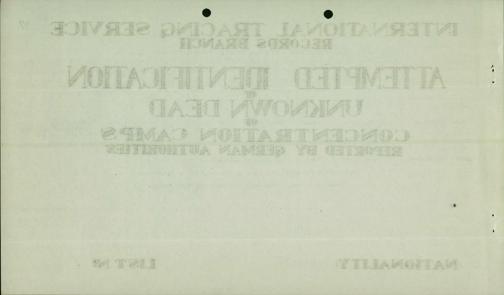 INTERNATIONAL TRACING SERVICE
RECORDS BRANCH
ATTEMPTED IDENTIFICATION
OF
UNKNOWN DEAD
OF
CONCENTRATION CAMPS
REPORTED BY GERMAN AUTHORITIES
NATIONALITY
LIST Nº